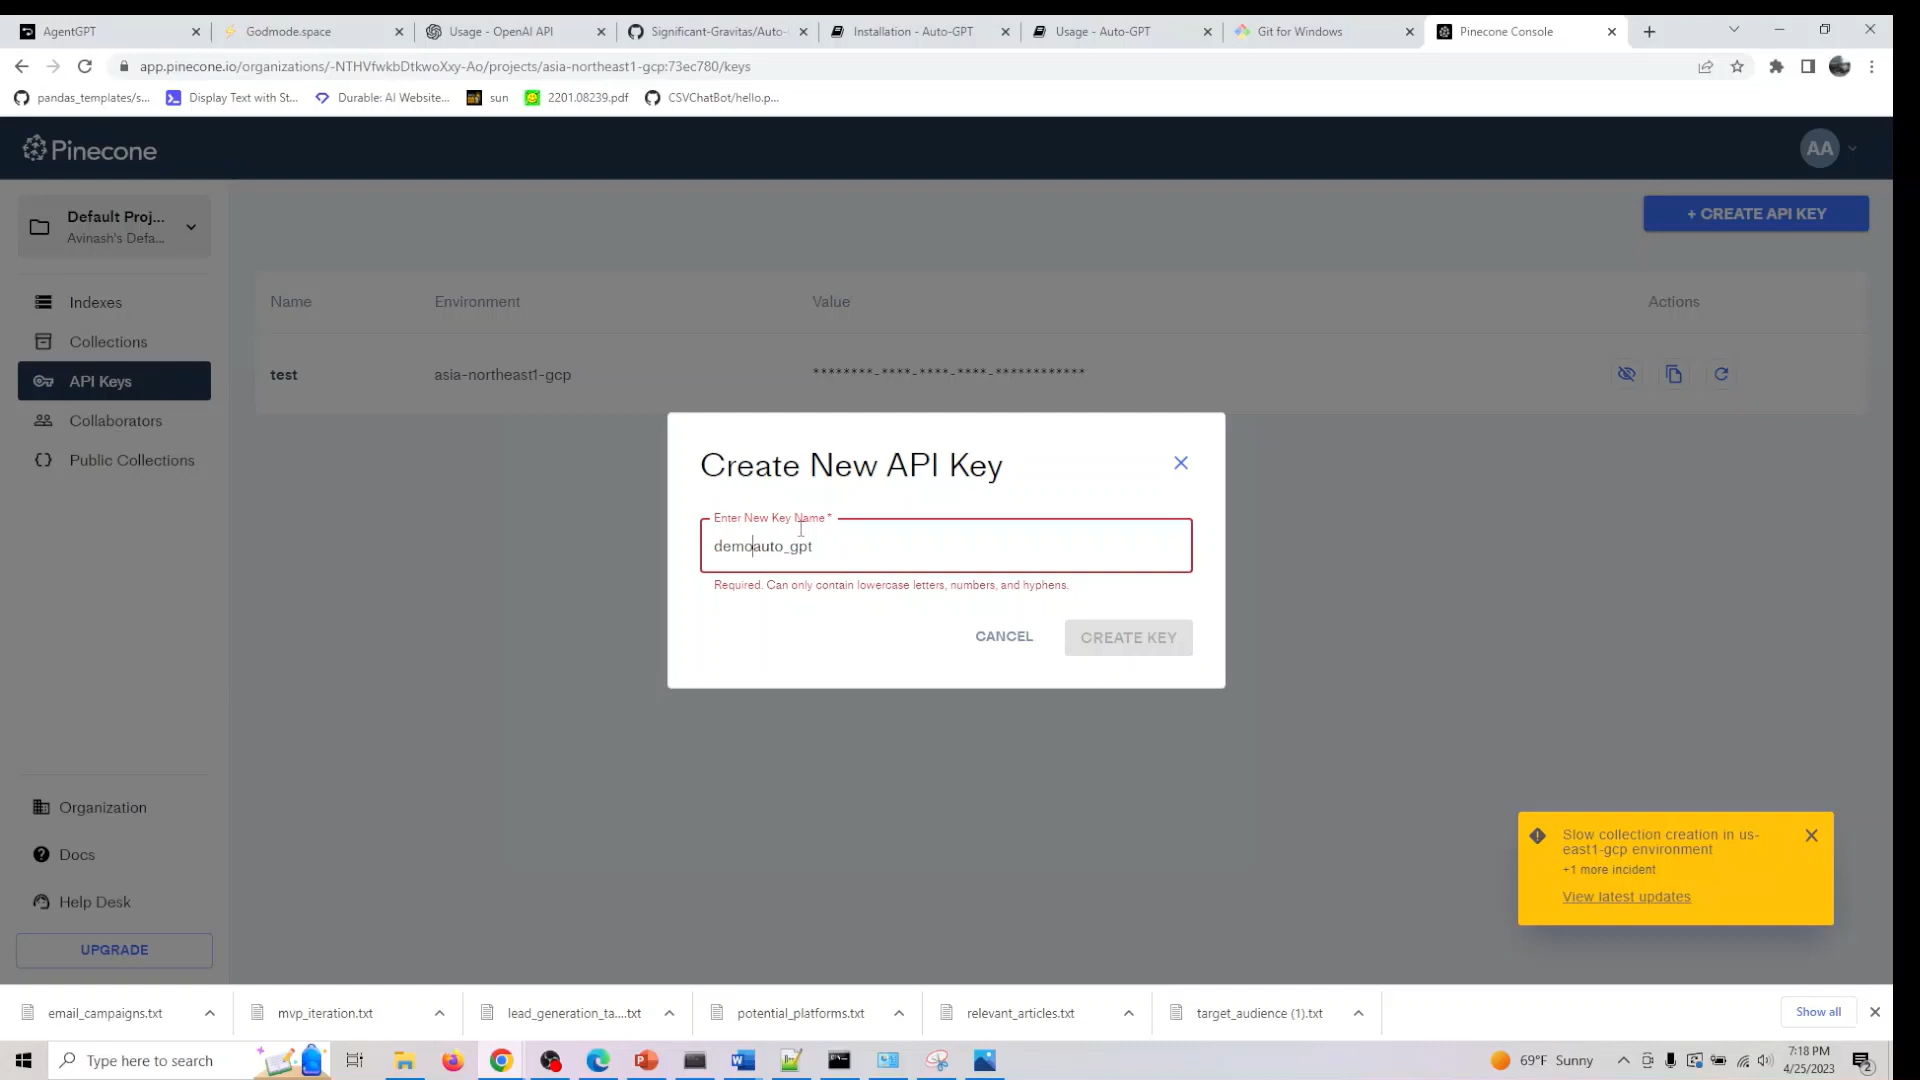 AgentGPT
Godmode.space
Usage - OpenAI API
Significant-Gravitas/Auto-
Installation - Auto-GPT
Usage - Auto-GPT
Git for Windows
Pinecone Console
app.pinecone.io/organizations/-NTHVfwkbDtkwoXxy-Ao/projects/asia-northeast1-gcp:73ec780/keys
pandas_templates/s...
Display Text with St...
Durable: AI Website...
sun
2201.08239.pdf
CSVChatBot/hello.p...
Pinecone
AA
Default Proj...
Avinash's Defa...
+ CREATE API KEY
Indexes
Collections
API Keys
Collaborators
Public Collections
Name
Environment
Value
Actions
test
asia-northeast1-gcp
********-****-****-****-************
Create New API Key
Enter New Key Name *
demoauto_gpt
Required. Can only contain lowercase letters, numbers, and hyphens.
CANCEL
CREATE KEY
Organization
Docs
Help Desk
UPGRADE
Slow collection creation in us-
east1-gcp environment
+1 more incident
View latest updates
email_campaigns.txt
mvp_iteration.txt
lead_generation_ta....txt
potential_platforms.txt
relevant_articles.txt
target_audience (1).txt
Show all
Type here to search
69°F Sunny
7:18 PM
4/25/2023
2